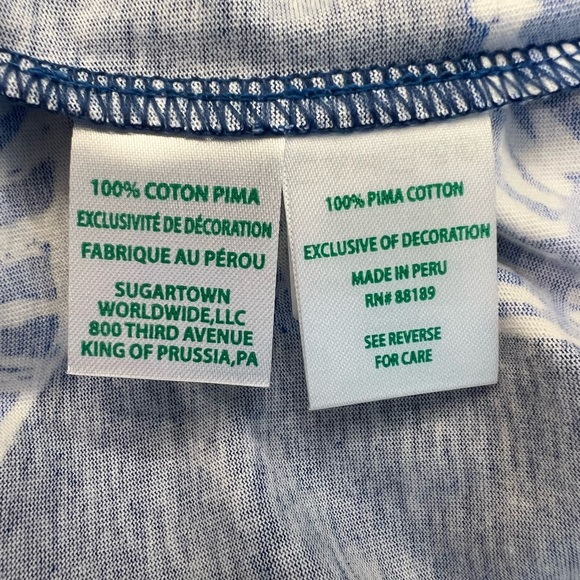 100% COTON PIMA
EXCLUSIVITÉ DE DÉCORATION
FABRIQUE AU PÉROU
SUGARTOWN
WORLDWIDE,LLC
800 THIRD AVENUE
KING OF PRUSSIA,PA
100% PIMA COTTON
EXCLUSIVE OF DECORATION
MADE IN PERU
RN# 88189
SEE REVERSE
FOR CARE